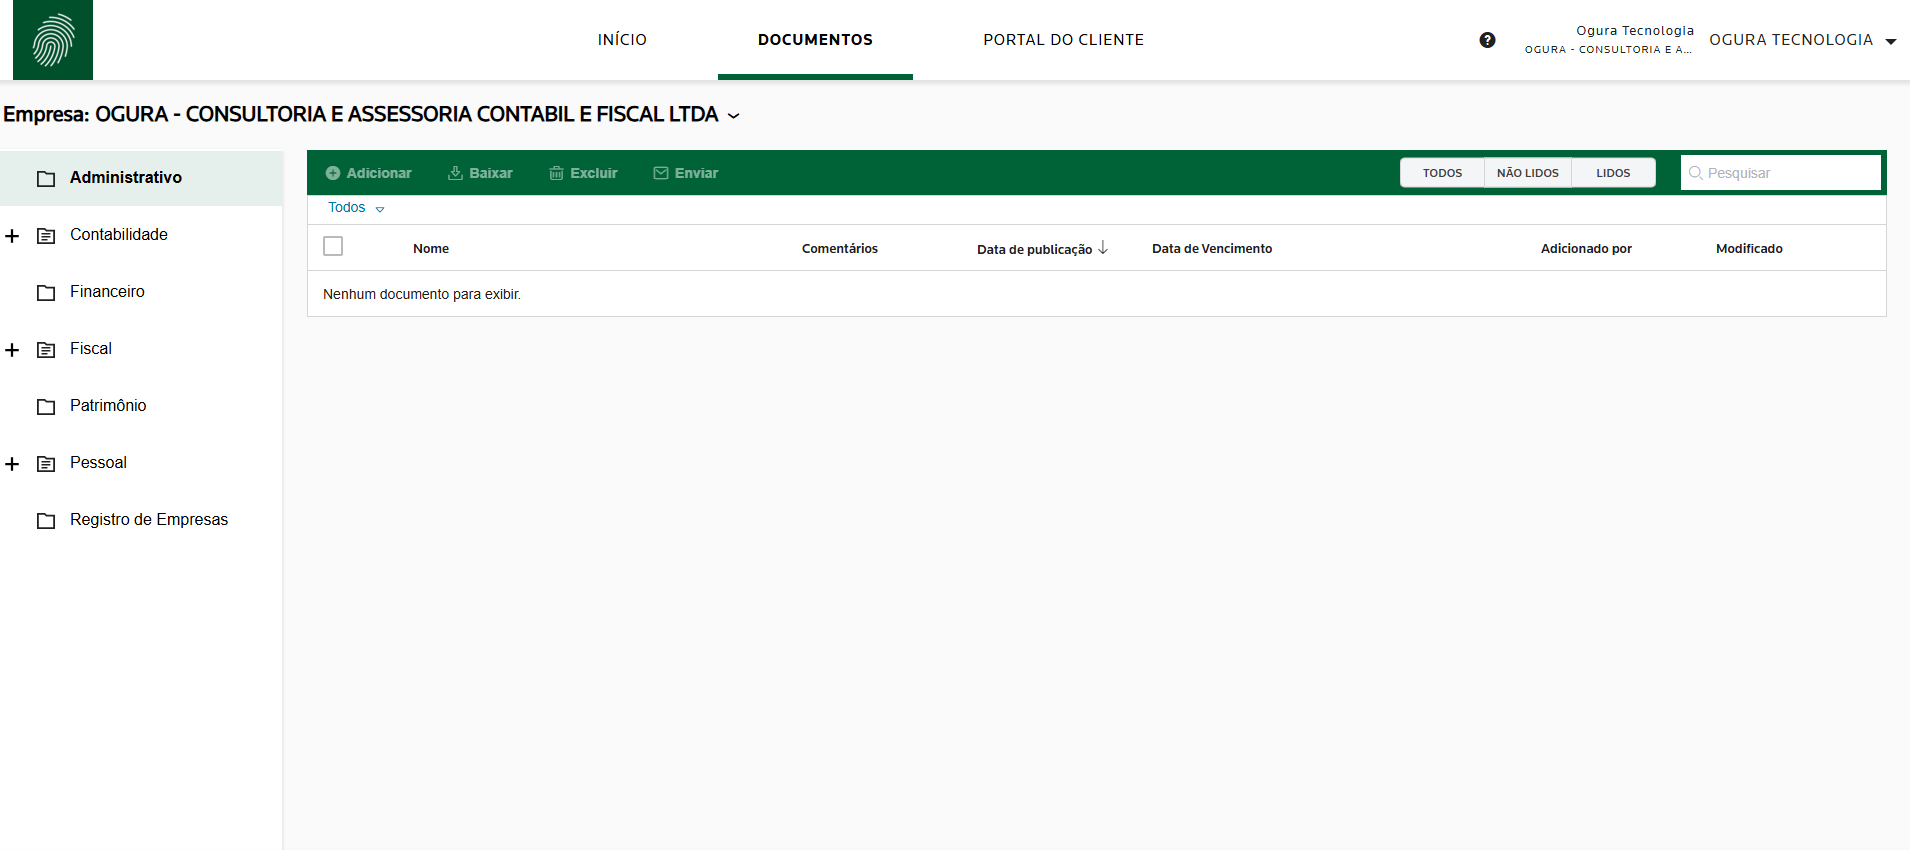 INÍCIO
DOCUMENTOS
PORTAL DO CLIENTE
Ogura Tecnologia
OGURA - CONSULTORIA E A...
OGURA TECNOLOGIA
Empresa: OGURA - CONSULTORIA E ASSESSORIA CONTABIL E FISCAL LTDA
Administrativo
Contabilidade
Financeiro
Fiscal
Patrimônio
Pessoal
Registro de Empresas
Adicionar Baixar Excluir Enviar
TODOS NÃO LIDOS LIDOS
Pesquisar
Todos
Nome Comentários Data de publicação Data de Vencimento Adicionado por Modificado
Nenhum documento para exibir.